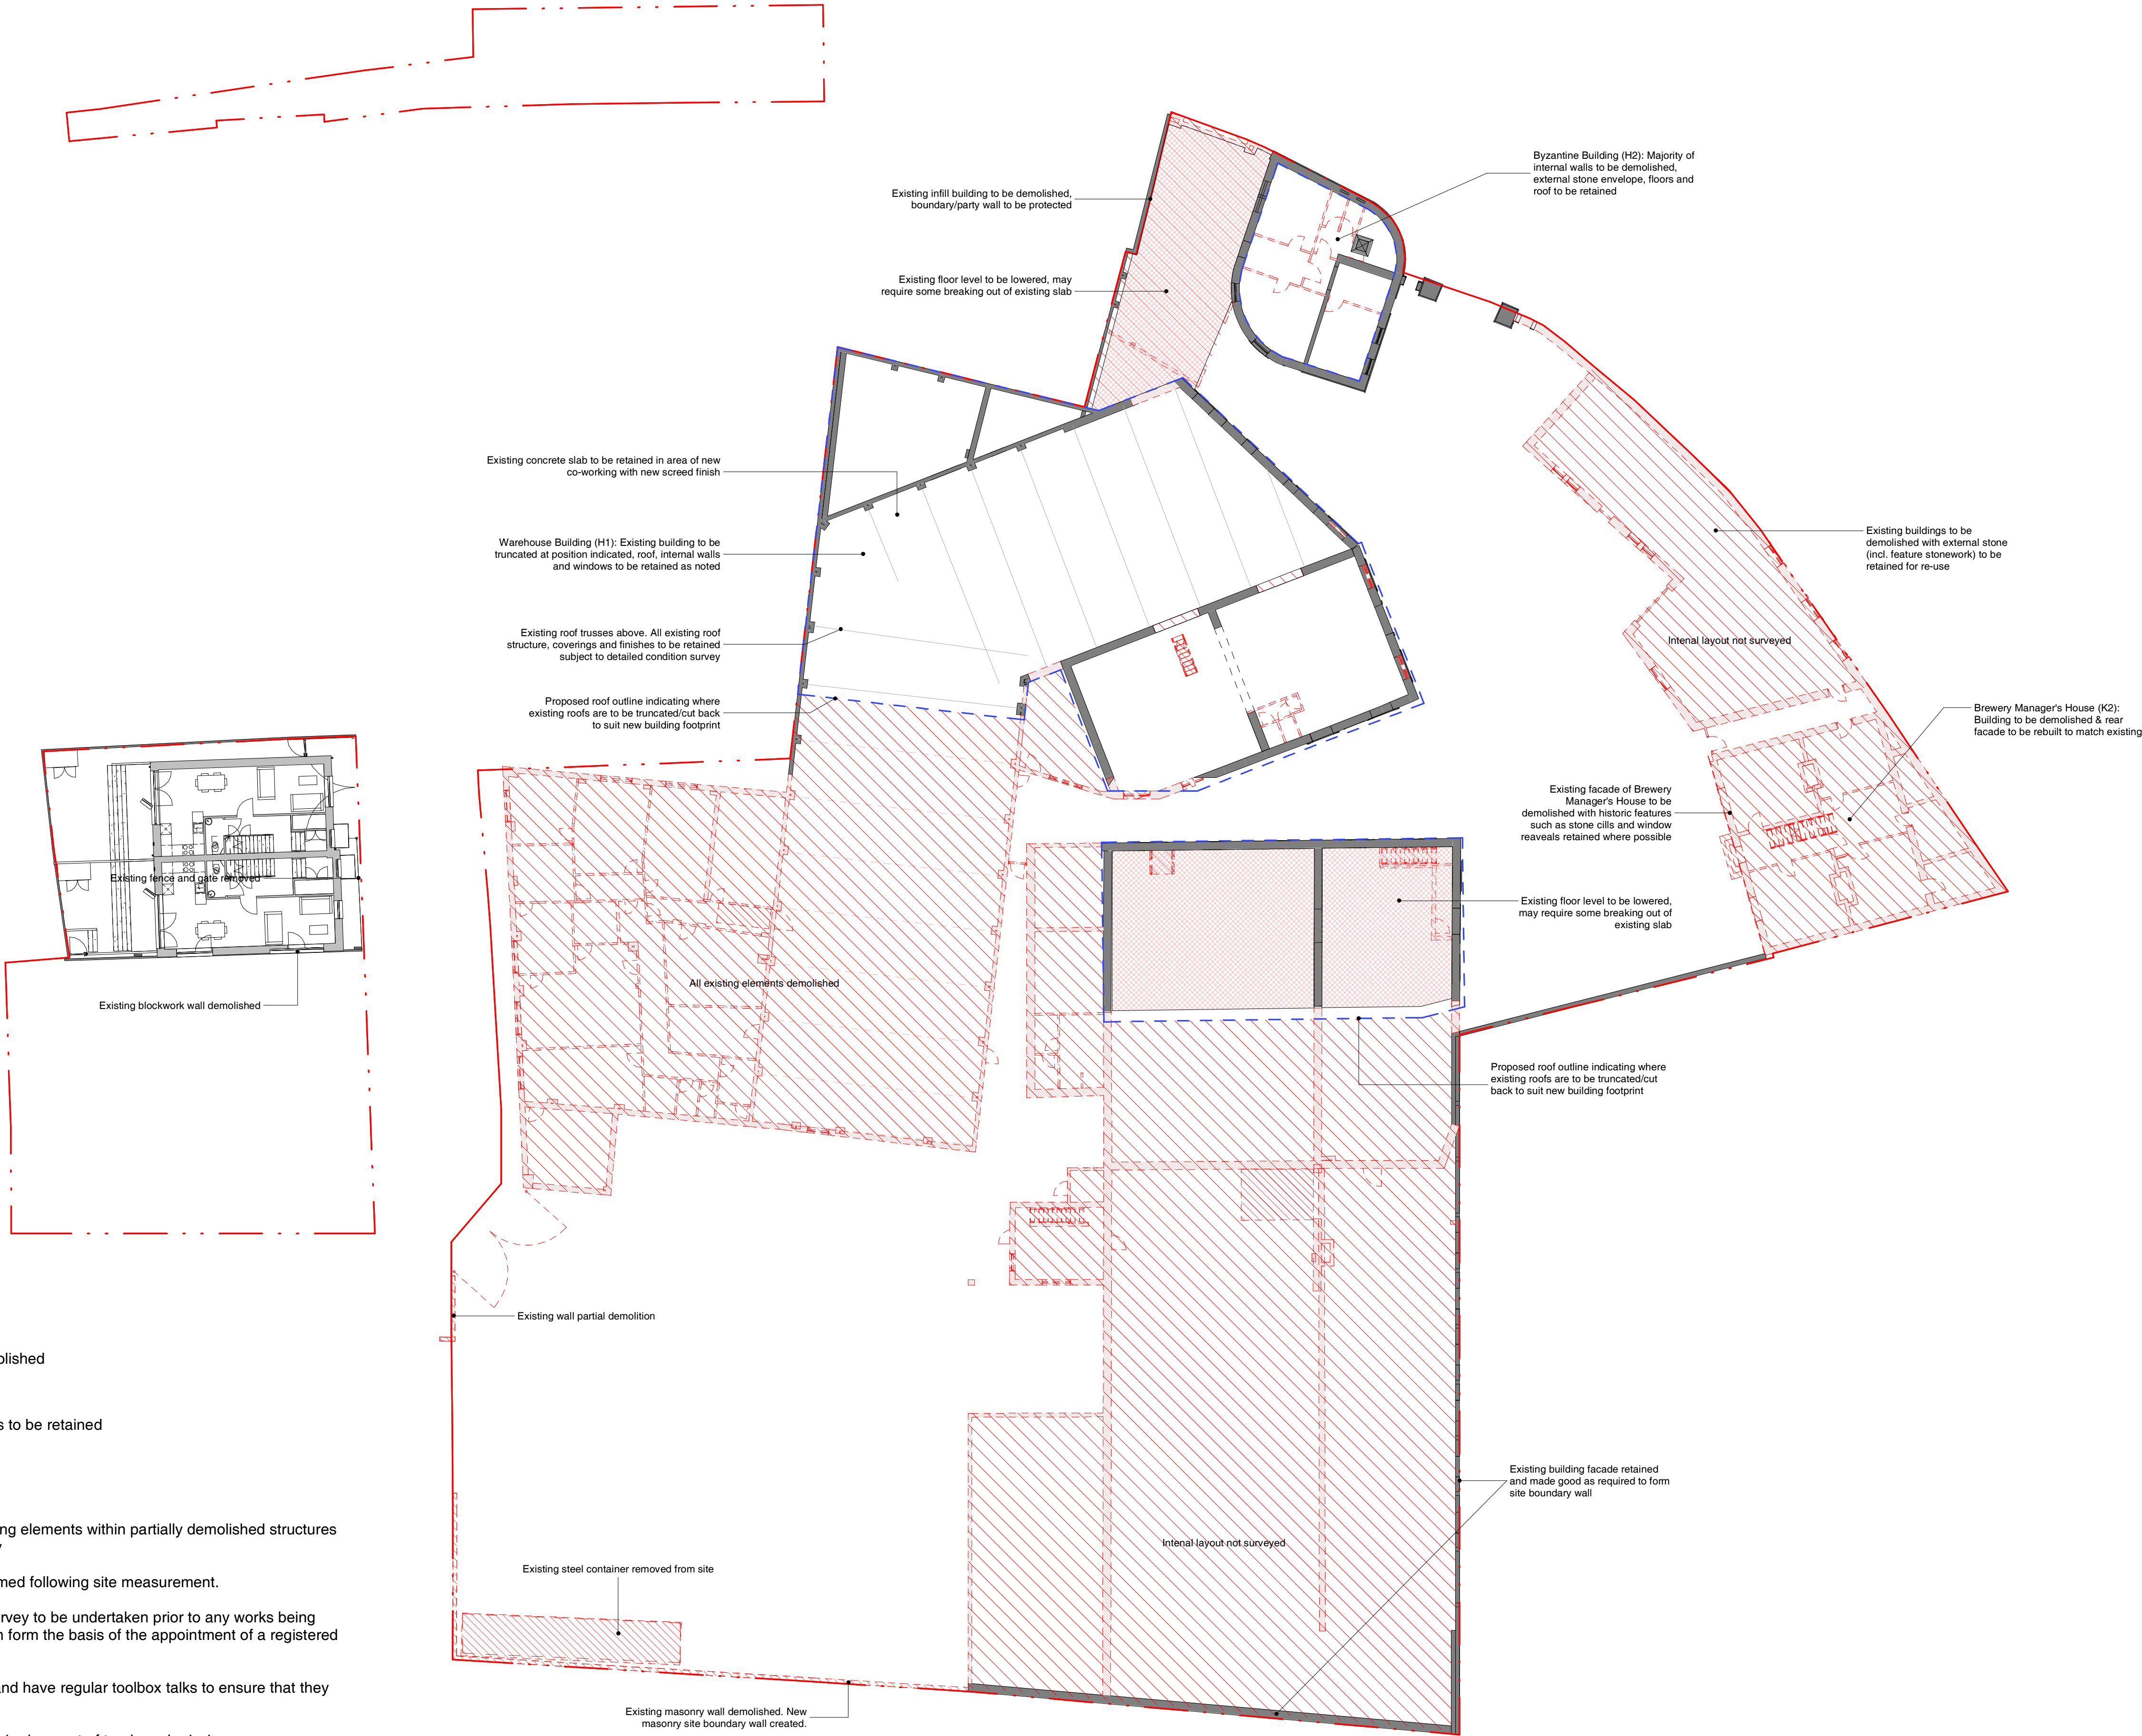 Byzantine Building (H2): Majority of
internal walls to be demolished,
external stone envelope, floors and
roof to be retained
Existing infill building to be demolished,
boundary/party wall to be protected
Existing floor level to be lowered, may
require some breaking out of existing slab
Existing concrete slab to be retained in area of new
co-working with new screed finish
Warehouse Building (H1): Existing building to be
truncated at position indicated, roof, internal walls
and windows to be retained as noted
Existing buildings to be
demolished with external stone
(incl. feature stonework) to be
retained for re-use
Existing roof trusses above. All existing roof
structure, coverings and finishes to be retained
subject to detailed condition survey
Intenal layout not surveyed
Proposed roof outline indicating where
existing roofs are to be truncated/cut back
to suit new building footprint
Brewery Manager's House (K2):
Building to be demolished & rear
facade to be rebuilt to match existing
Existing facade of Brewery
Manager's House to be
demolished with historic features
such as stone cills and window
reaveals retained where possible
Existing fence and gate removed
Existing floor level to be lowered,
may require some breaking out of
existing slab
All existing elements demolished
Existing blockwork wall demolished
Proposed roof outline indicating where
existing roofs are to be truncated/cut
back to suit new building footprint
Existing wall partial demolition
olished
s to be retained
Existing building facade retained
and made good as required to form
site boundary wall
ng elements within partially demolished structures
Intenal layout not surveyed
Existing steel container removed from site
med following site measurement.
rvey to be undertaken prior to any works being
n form the basis of the appointment of a registered
and have regular toolbox talks to ensure that they
Existing masonry wall demolished. New
masonry site boundary wall created.